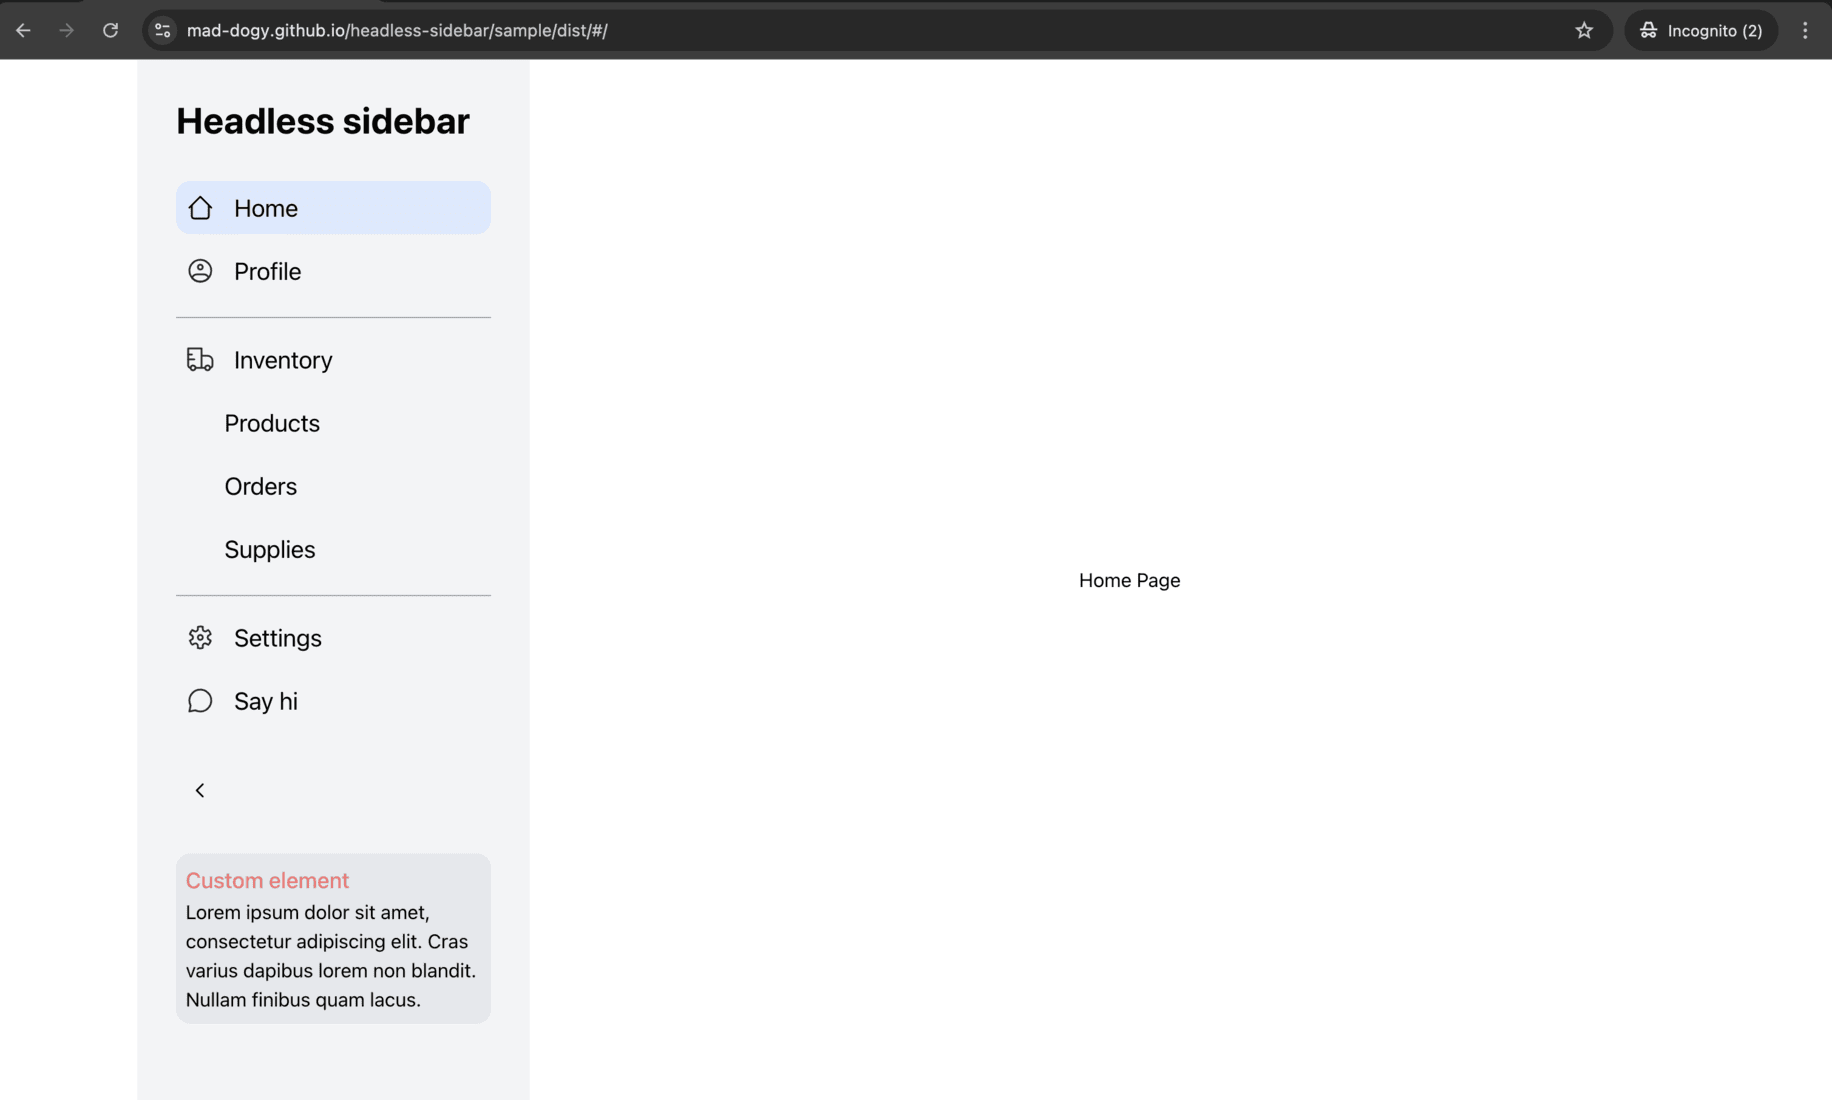 mad-dogy.github.io/headless-sidebar/sample/dist/#/
Incognito (2)
Headless sidebar
Home
Profile
Inventory
Products
Orders
Supplies
Settings
Say hi
Custom element
Lorem ipsum dolor sit amet,
consectetur adipiscing elit. Cras
varius dapibus lorem non blandit.
Nullam finibus quam lacus.
Home Page